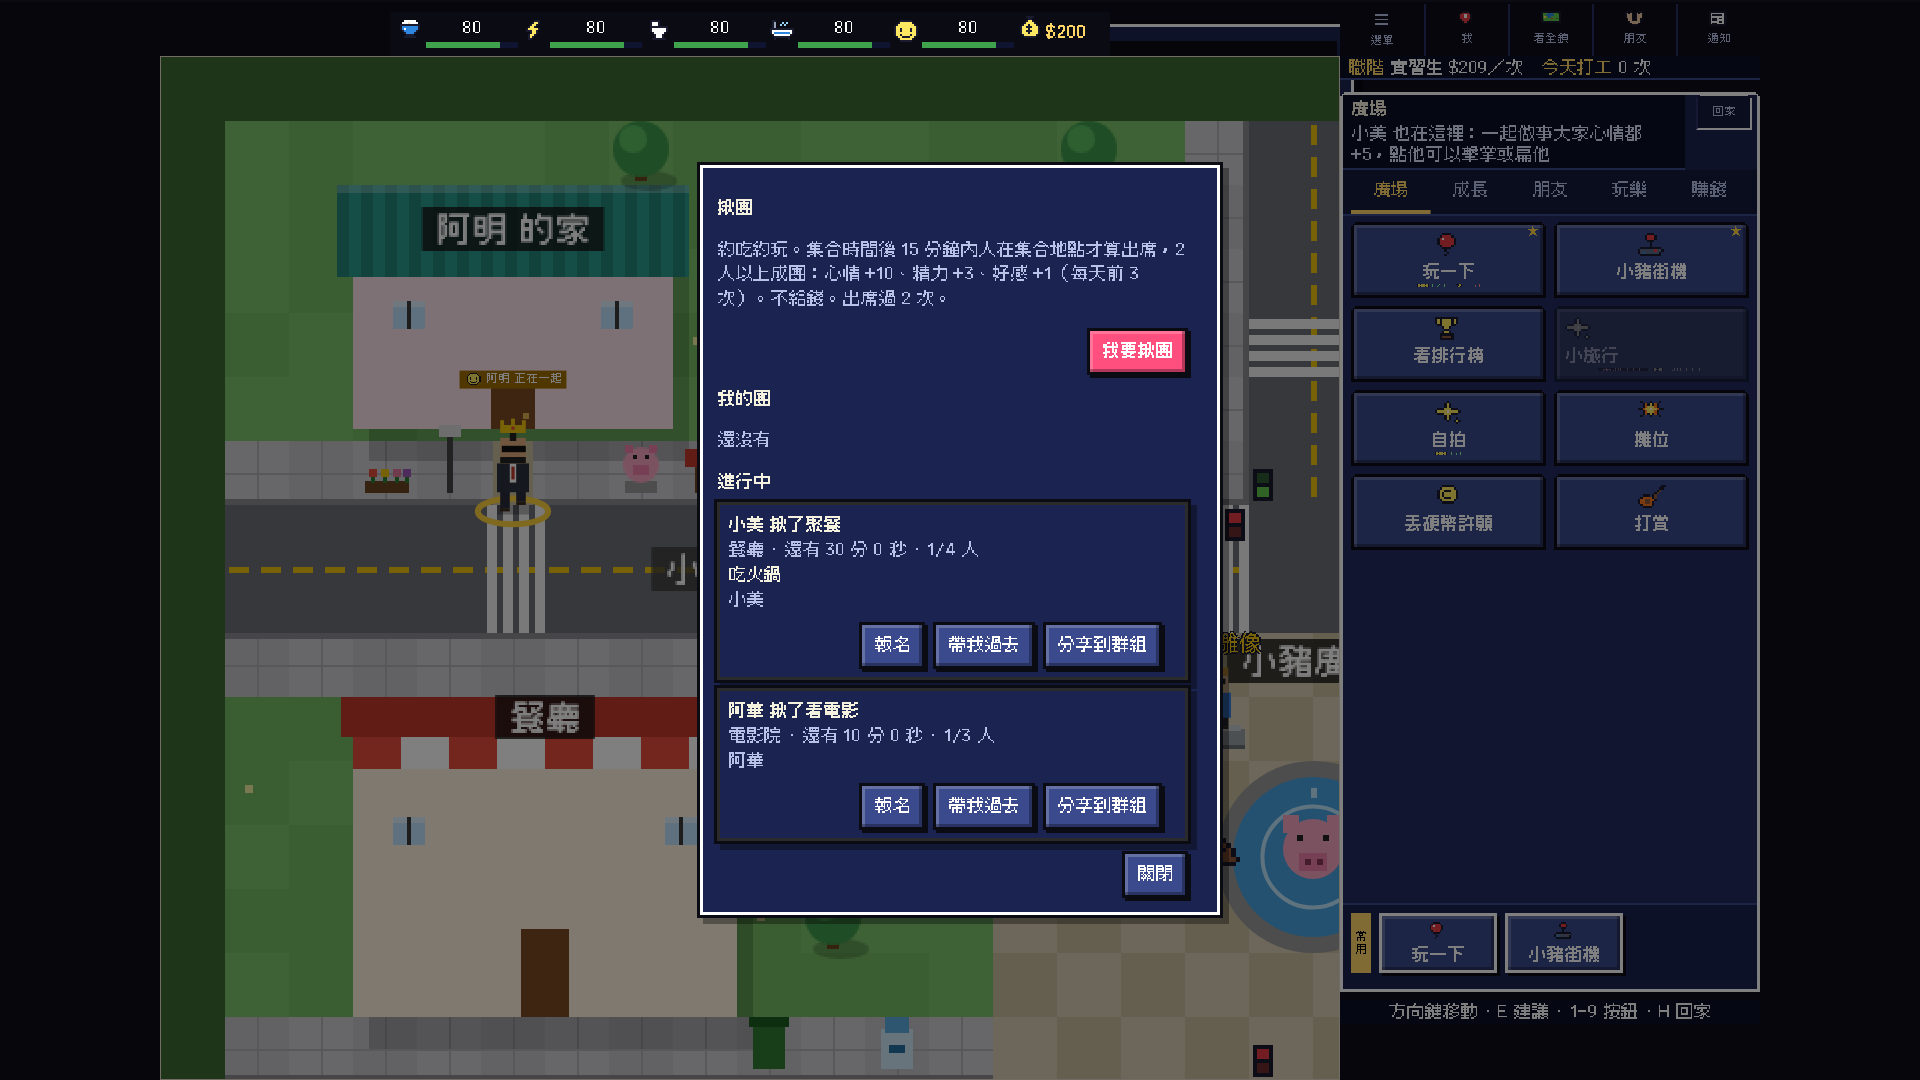 80
80
80
80
80
$200
選單
我
看全鎮
朋友
通知
職階 實習生 $209／次 今天打工 0 次
廣場
回家
小美 也在這裡：一起做事大家心情都
+5，點他可以擊掌或扁他
廣場
成長
朋友
玩樂
賺錢
玩一下
小豬街機
看排行榜
小旅行
自拍
攤位
丟硬幣許願
打賞
常用
玩一下
小豬街機
方向鍵移動 · E 建議 · 1-9 按鈕 · H 回家
阿明 的家
阿明 正在一起
小
餐廳
雕像
小豬廣
揪團
約吃約玩。集合時間後 15 分鐘內人在集合地點才算出席，2
人以上成團：心情 +10、精力 +3、好感 +1（每天前 3
次）。不給錢。出席過 2 次。
我要揪團
我的團
還沒有
進行中
小美 揪了聚餐
餐廳 · 還有 30 分 0 秒 · 1/4 人
吃火鍋
小美
報名
帶我過去
分享到群組
阿華 揪了看電影
電影院 · 還有 10 分 0 秒 · 1/3 人
阿華
報名
帶我過去
分享到群組
關閉